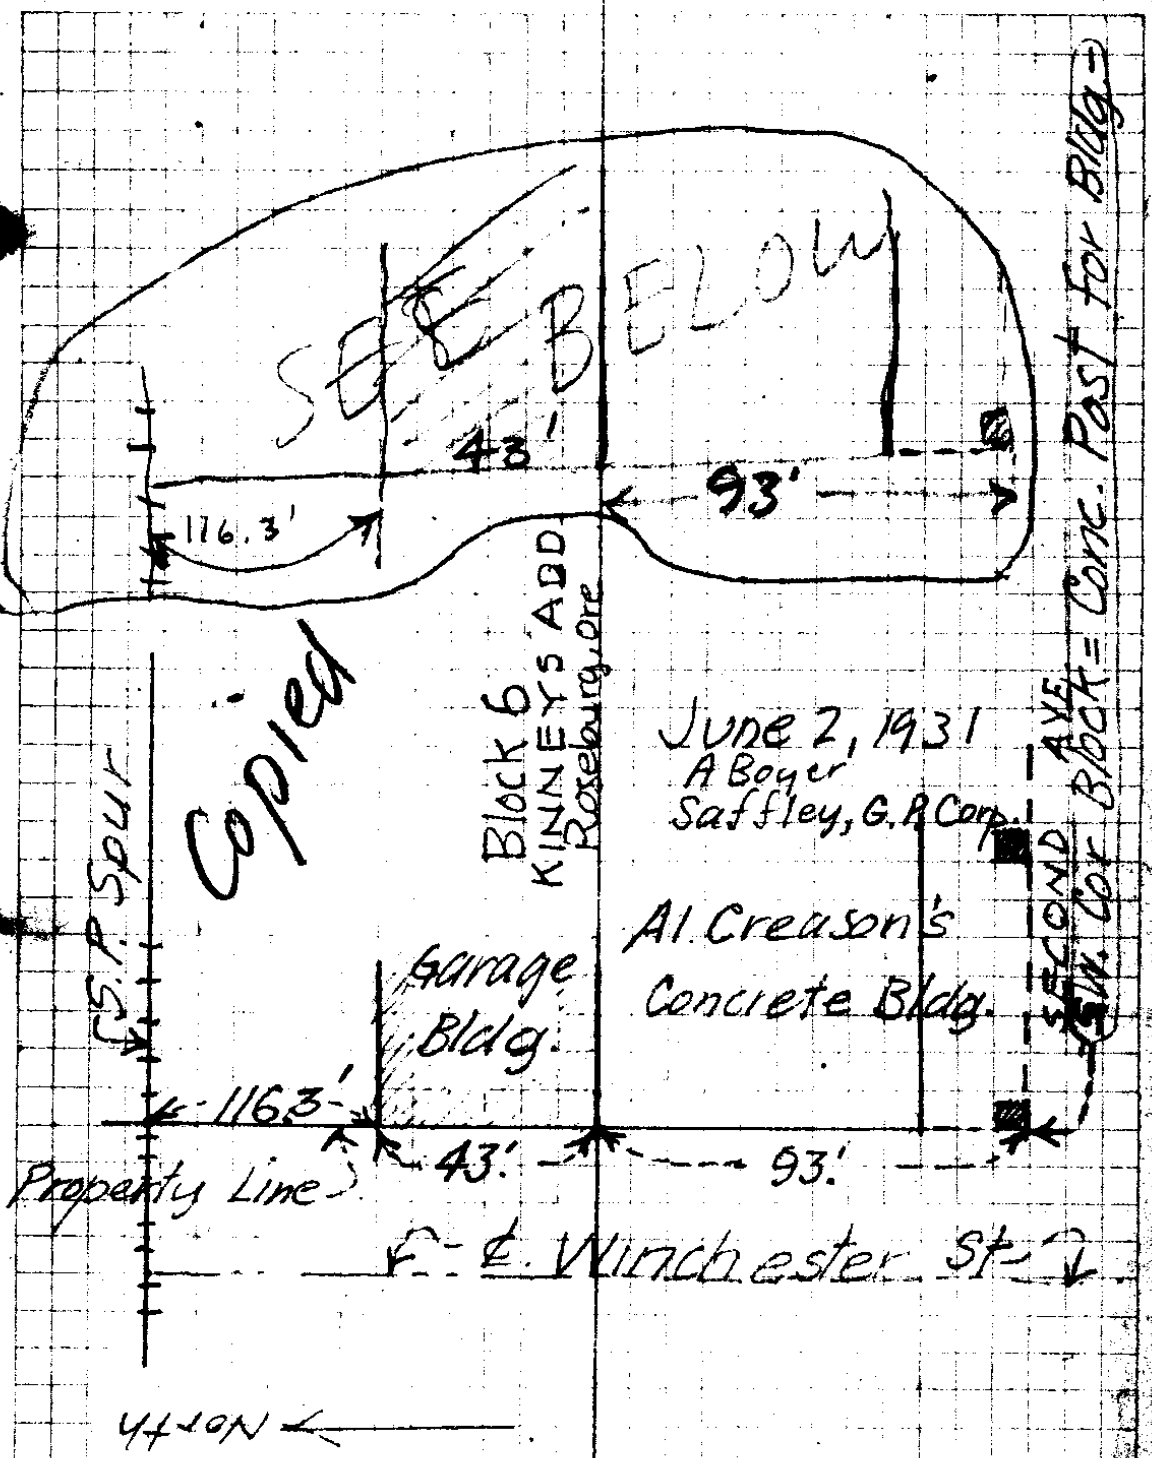 SEE BELOW
43'
93'
116.3'
Copied
Block 6
KINNEYS ADD
Roseburg, Ore
June 2, 1931
A Boyer
Saffley, G.P. Corp.
S.P. Spur
Garage
Bldg.
Al Creason's
Concrete Bldg.
SECOND AVE
S.W. Cor Block = Conc. Post for Bldg.
116.3'
43'
93'
Property Line
℄ Winchester St
North